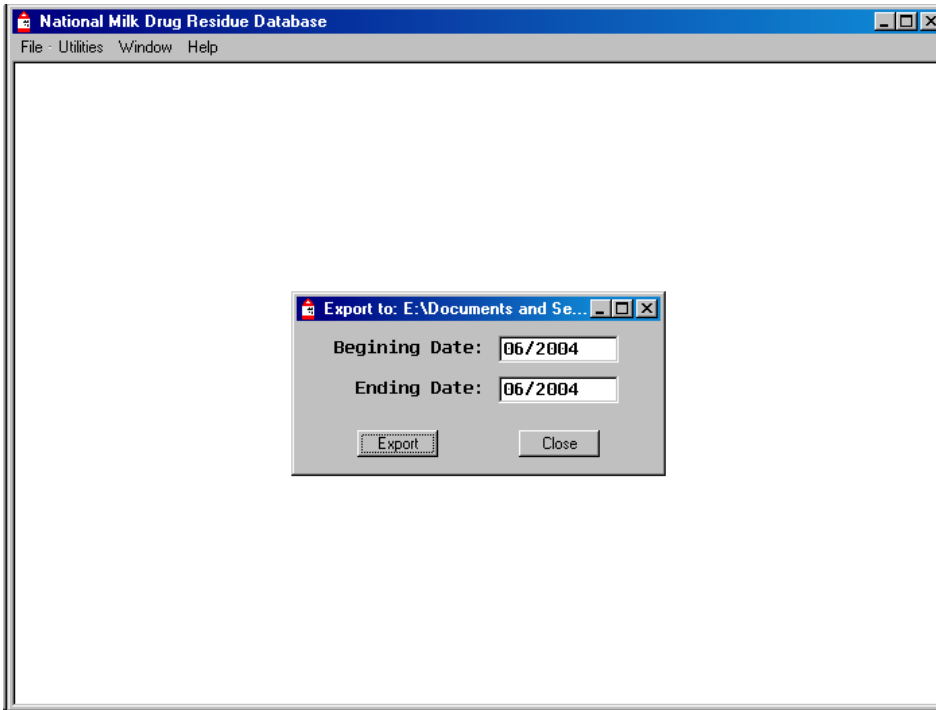 National Milk Drug Residue Database
File Utilities Window Help
Export to: E:\Documents and Se...
Begining Date: 06/2004
Ending Date: 06/2004
Export Close